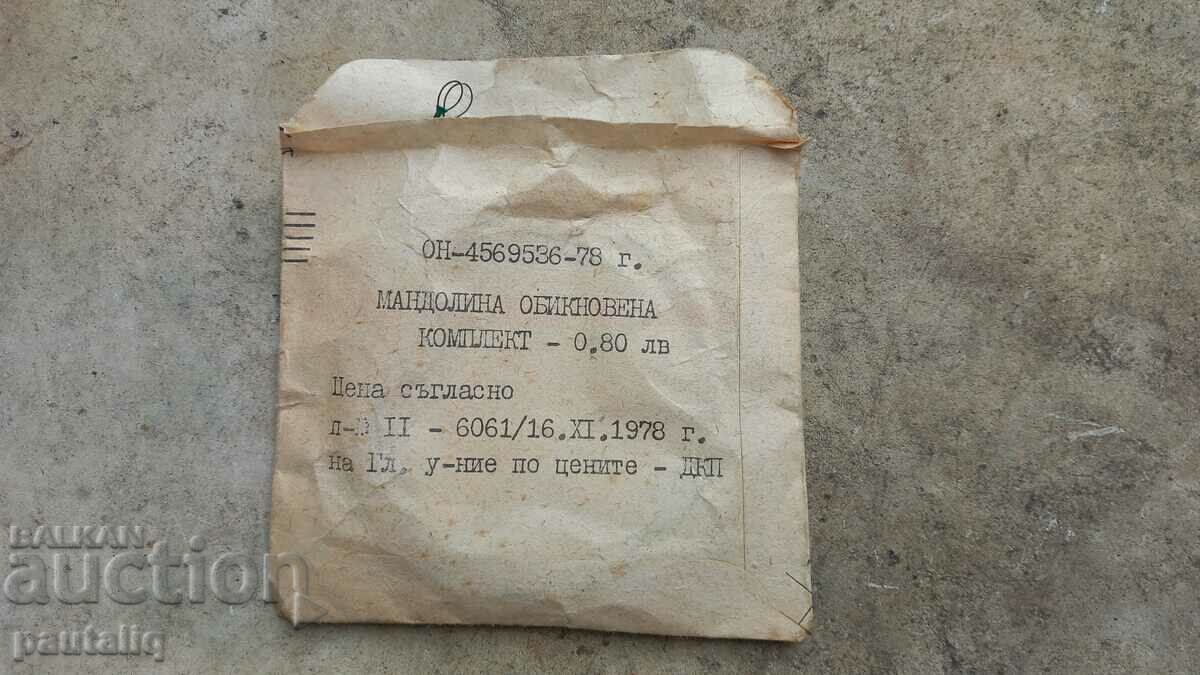 ОН-4569536-78 г.
МАНДОЛИНА ОБИКНОВЕНА
КОМПЛЕКТ - 0.80 лв
Цена съгласно
II - 6061/16.XI.1978 г.
на Гл. у-ние по цените - ДКП
BALKAN
auction
pautaliq